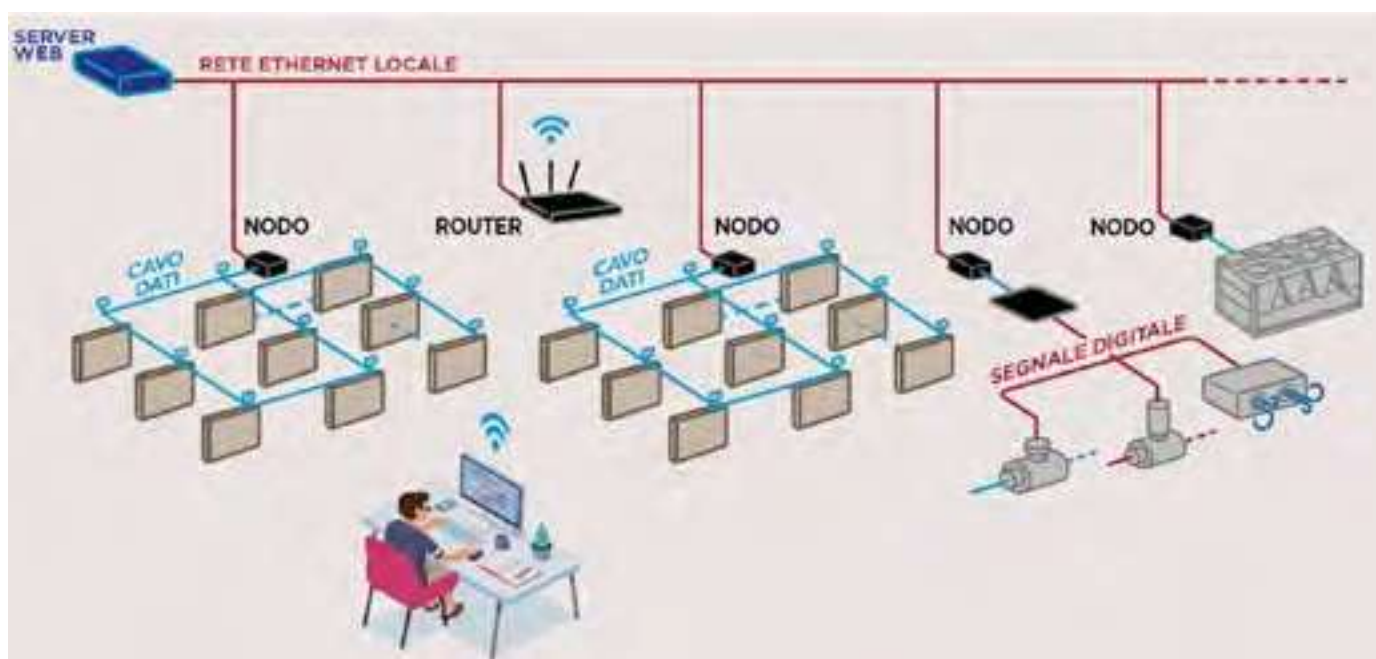 SERVER
WEB
RETE ETHERNET LOCALE
NODO
ROUTER
NODO
NODO
NODO
CAVO
DATI
CAVO
DATI
SEGNALE DIGITALE